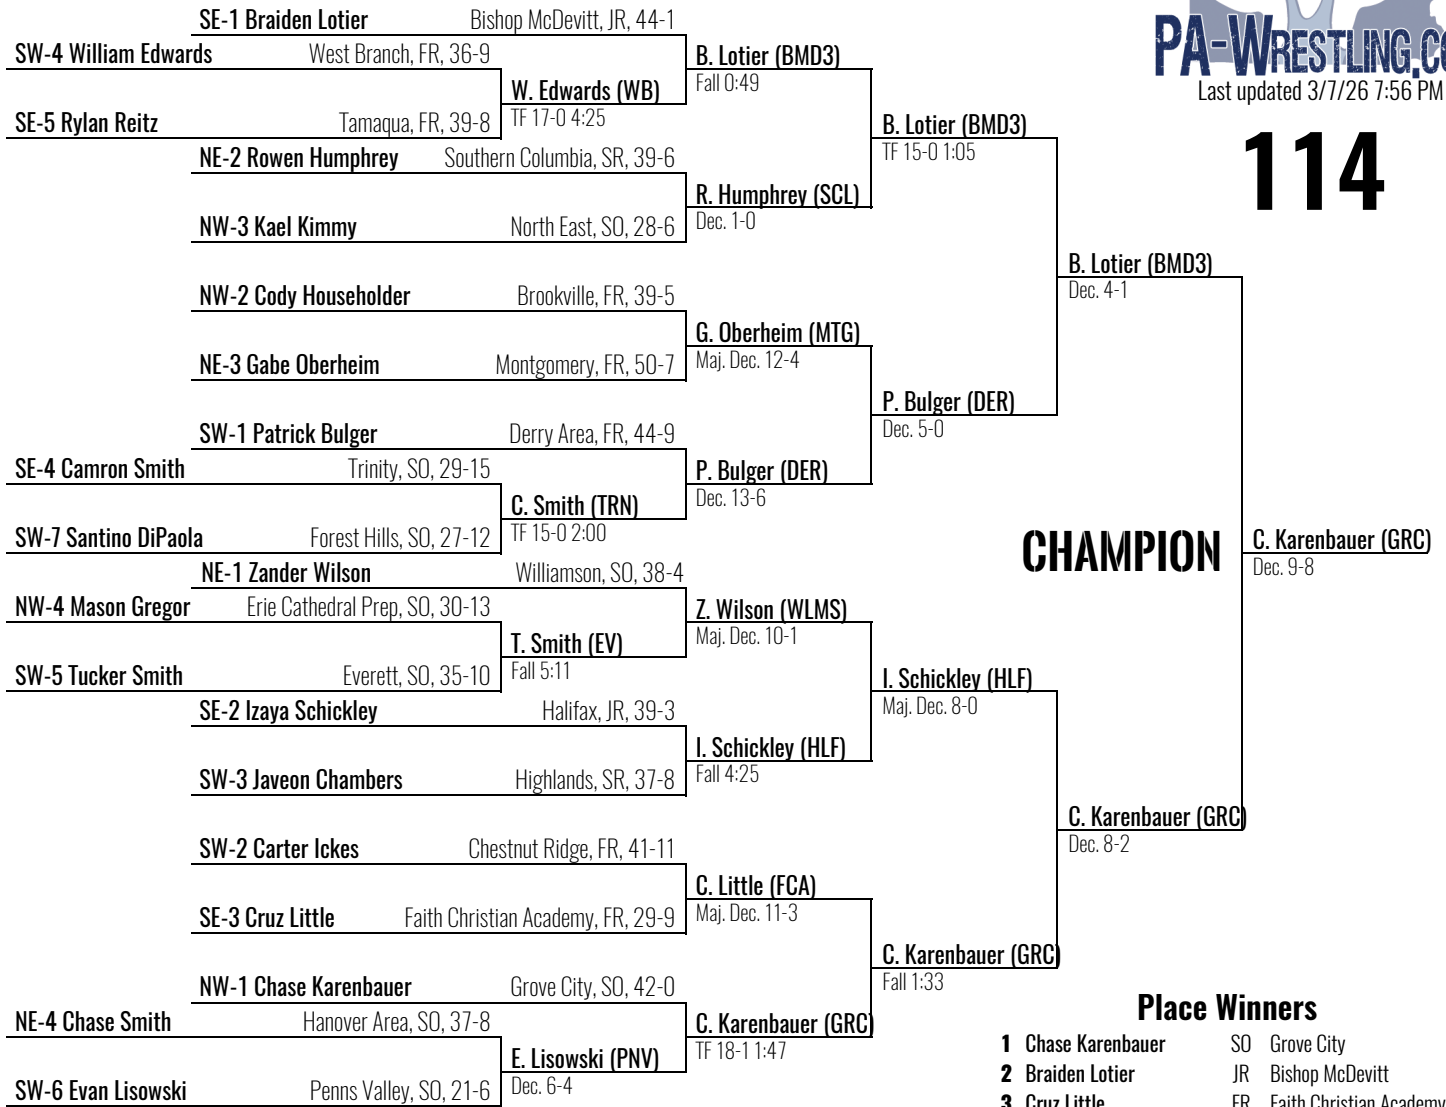 SE-1 Braiden Lotier Bishop McDevitt, JR, 44-1
SW-4 William Edwards West Branch, FR, 36-9
B. Lotier (BMD3)
Fall 0:49
W. Edwards (WB)
TF 17-0 4:25
SE-5 Rylan Reitz Tamaqua, FR, 39-8
B. Lotier (BMD3)
TF 15-0 1:05
NE-2 Rowen Humphrey Southern Columbia, SR, 39-6
R. Humphrey (SCL)
Dec. 1-0
NW-3 Kael Kimmy North East, SO, 28-6
B. Lotier (BMD3)
Dec. 4-1
NW-2 Cody Householder Brookville, FR, 39-5
G. Oberheim (MTG)
Maj. Dec. 12-4
NE-3 Gabe Oberheim Montgomery, FR, 50-7
P. Bulger (DER)
Dec. 5-0
SW-1 Patrick Bulger Derry Area, FR, 44-9
SE-4 Camron Smith Trinity, SO, 29-15
P. Bulger (DER)
Dec. 13-6
C. Smith (TRN)
TF 15-0 2:00
SW-7 Santino DiPaola Forest Hills, SO, 27-12
CHAMPION
C. Karenbauer (GRC)
Dec. 9-8
NE-1 Zander Wilson Williamson, SO, 38-4
NW-4 Mason Gregor Erie Cathedral Prep, SO, 30-13
Z. Wilson (WLMS)
Maj. Dec. 10-1
T. Smith (EV)
Fall 5:11
SW-5 Tucker Smith Everett, SO, 35-10
I. Schickley (HLF)
Maj. Dec. 8-0
SE-2 Izaya Schickley Halifax, JR, 39-3
I. Schickley (HLF)
Fall 4:25
SW-3 Javeon Chambers Highlands, SR, 37-8
C. Karenbauer (GRC)
Dec. 8-2
SW-2 Carter Ickes Chestnut Ridge, FR, 41-11
C. Little (FCA)
Maj. Dec. 11-3
SE-3 Cruz Little Faith Christian Academy, FR, 29-9
C. Karenbauer (GRC)
Fall 1:33
NW-1 Chase Karenbauer Grove City, SO, 42-0
NE-4 Chase Smith Hanover Area, SO, 37-8
C. Karenbauer (GRC)
TF 18-1 1:47
E. Lisowski (PNV)
Dec. 6-4
SW-6 Evan Lisowski Penns Valley, SO, 21-6
PA-WRESTLING.CO
Last updated 3/7/26 7:56 PM
114
Place Winners
1 Chase Karenbauer SO Grove City
2 Braiden Lotier JR Bishop McDevitt
3 Cruz Little FR Faith Christian Academy